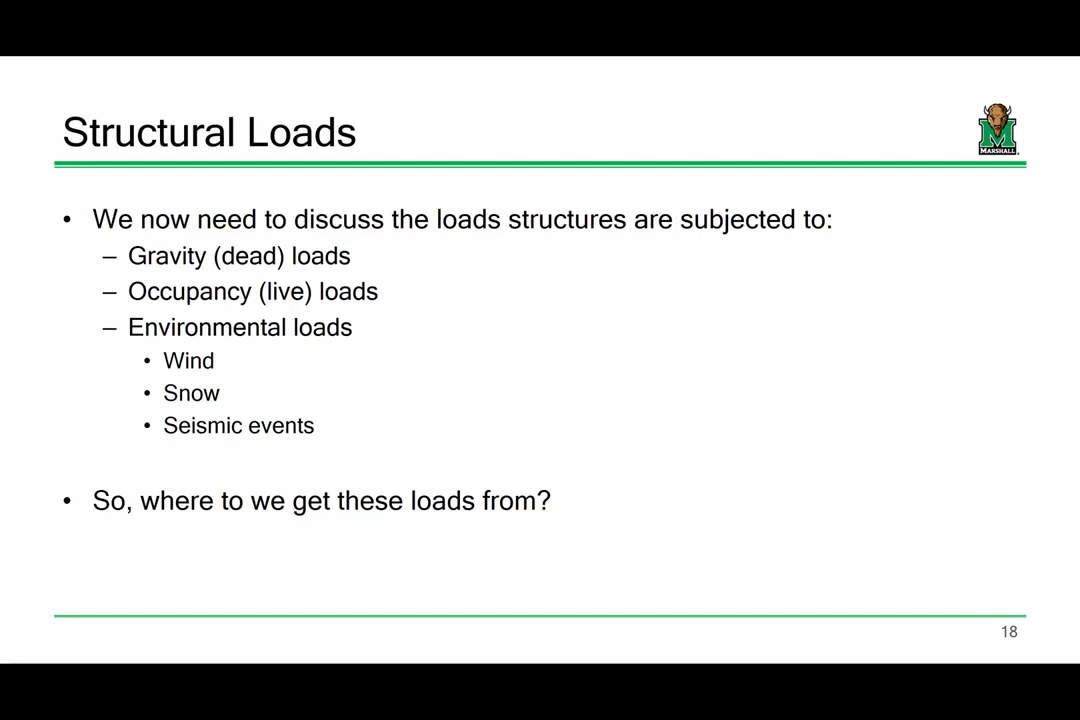 Structural Loads
MARSHALL
• We now need to discuss the loads structures are subjected to:
– Gravity (dead) loads
– Occupancy (live) loads
– Environmental loads
• Wind
• Snow
• Seismic events
• So, where to we get these loads from?
18